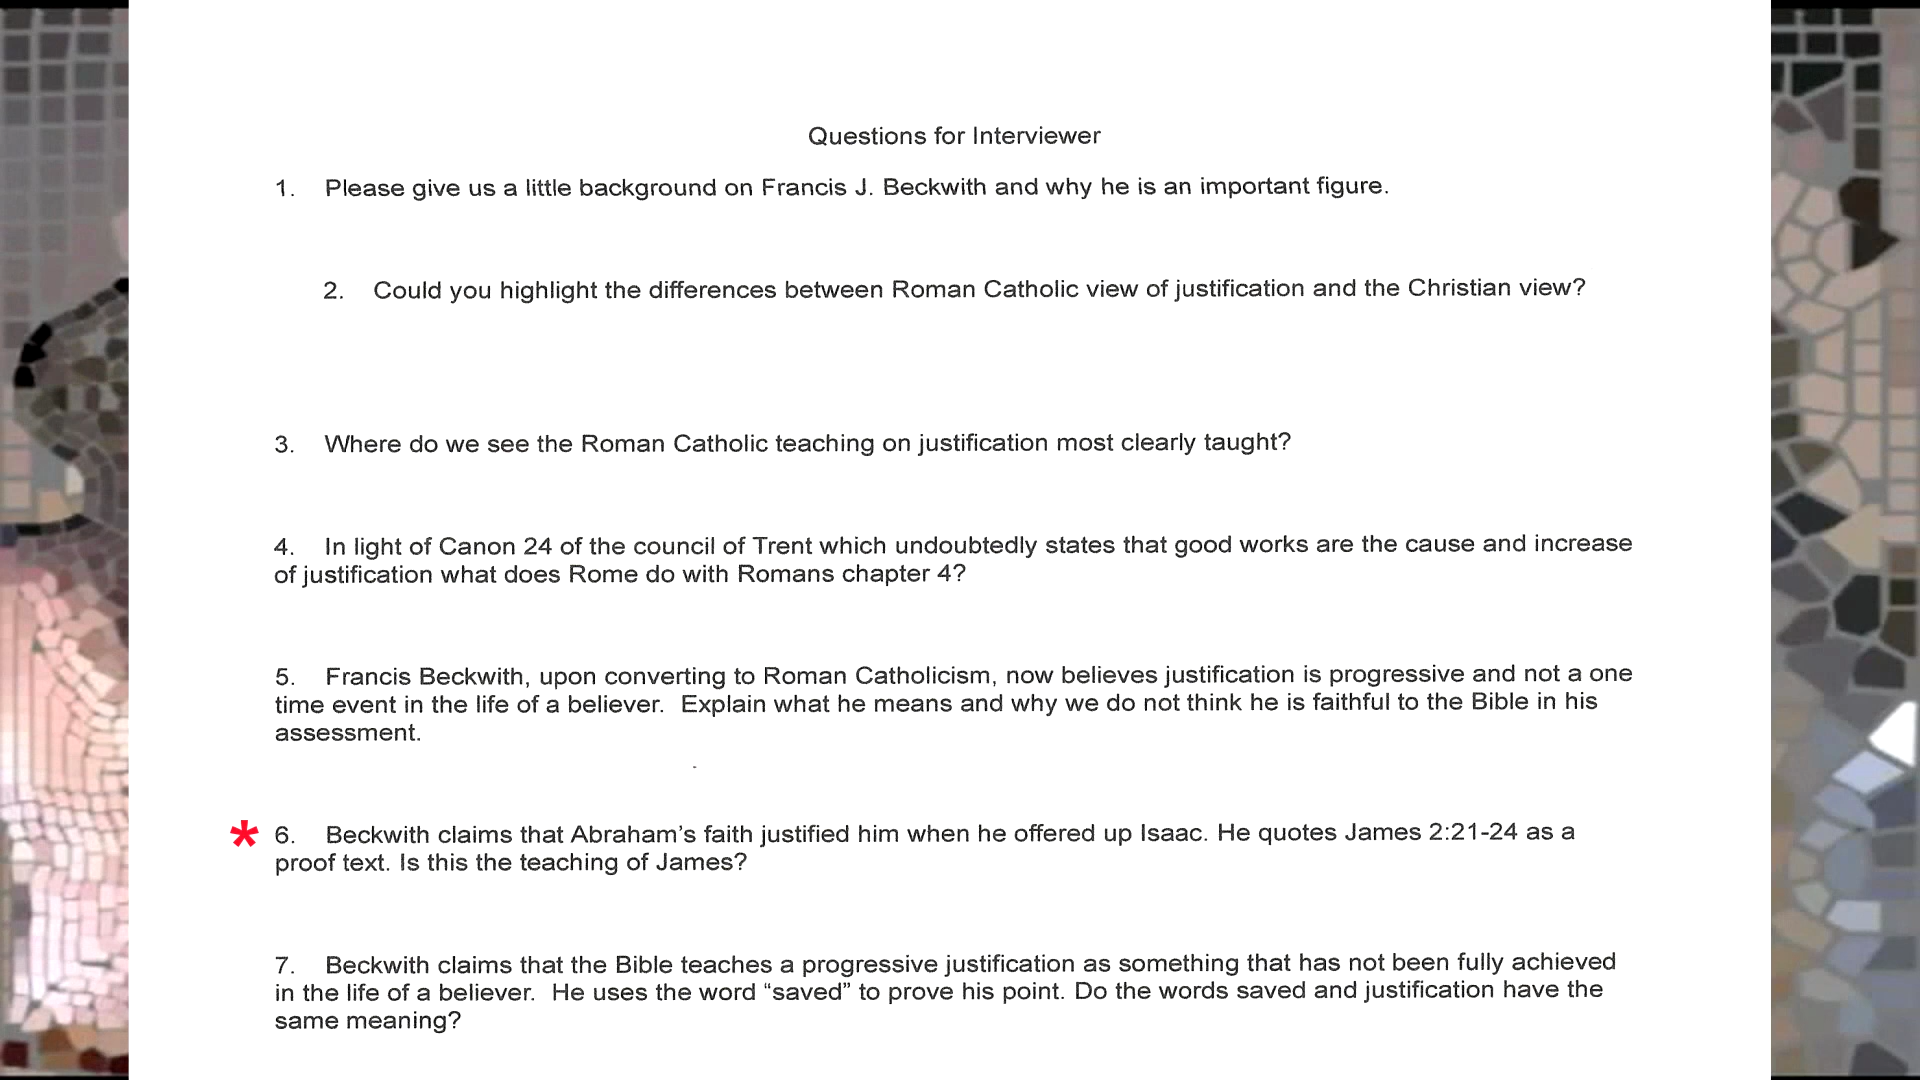 Questions for Interviewer
1. Please give us a little background on Francis J. Beckwith and why he is an important figure.
2. Could you highlight the differences between Roman Catholic view of justification and the Christian view?
3. Where do we see the Roman Catholic teaching on justification most clearly taught?
4. In light of Canon 24 of the council of Trent which undoubtedly states that good works are the cause and increase
of justification what does Rome do with Romans chapter 4?
5. Francis Beckwith, upon converting to Roman Catholicism, now believes justification is progressive and not a one
time event in the life of a believer. Explain what he means and why we do not think he is faithful to the Bible in his
assessment.
* 6. Beckwith claims that Abraham’s faith justified him when he offered up Isaac. He quotes James 2:21-24 as a
proof text. Is this the teaching of James?
7. Beckwith claims that the Bible teaches a progressive justification as something that has not been fully achieved
in the life of a believer. He uses the word “saved” to prove his point. Do the words saved and justification have the
same meaning?